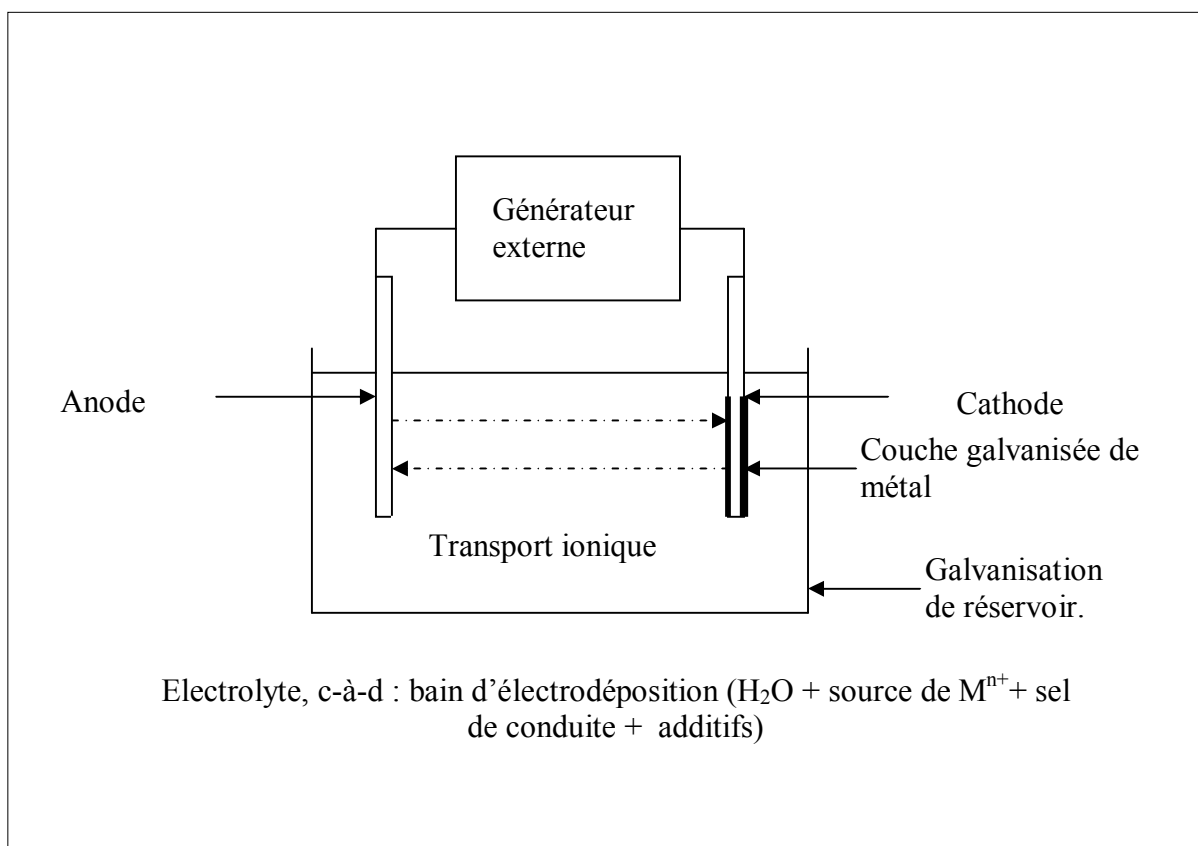 Générateur
externe
Anode
Cathode
Couche galvanisée de
métal
Transport ionique
Galvanisation
de réservoir.
Electrolyte, c-à-d : bain d’électrodéposition (H₂O + source de Mⁿ⁺+ sel
de conduite + additifs)